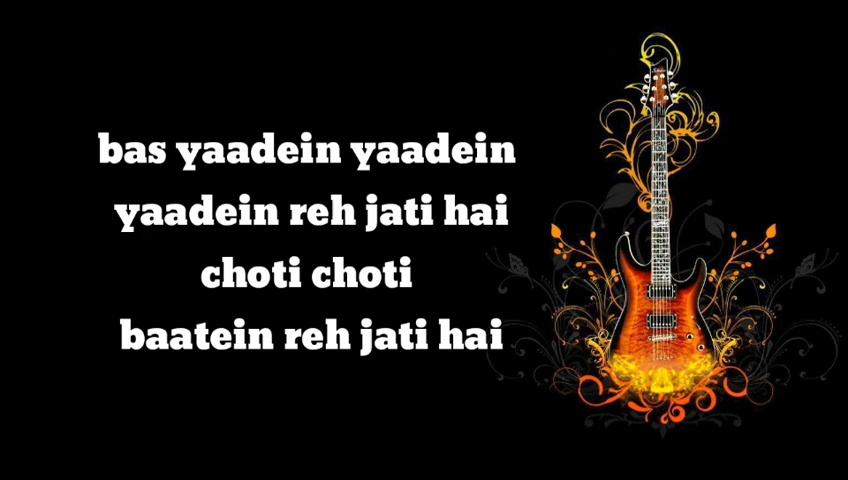 bas yaadein yaadein
yaadein reh jati hai
choti choti
baatein reh jati hai